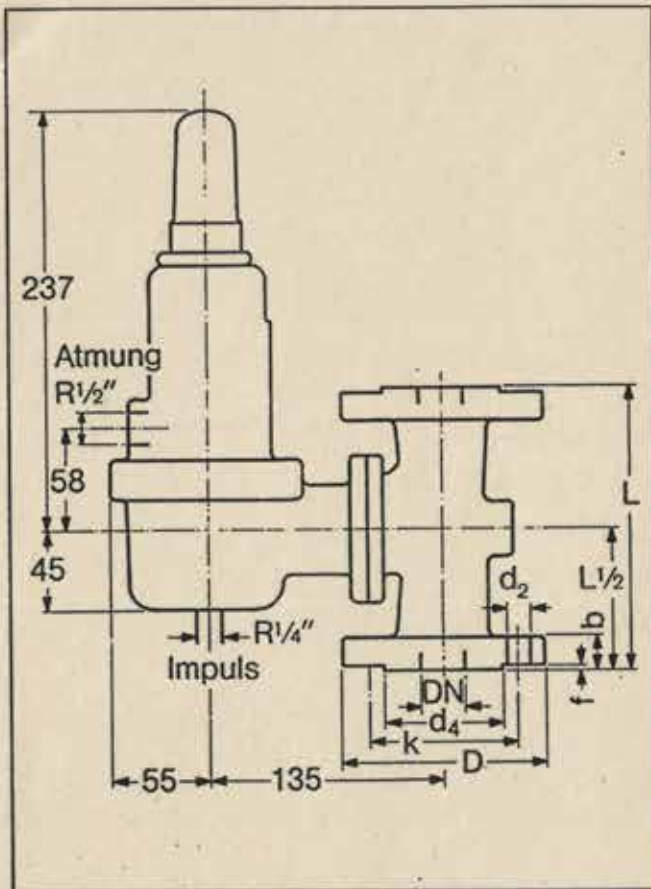 237
Atmung
R½″
58
45
L
L½
d₂
b
R¼″
Impuls
f
DN
d₄
k
D
55
135